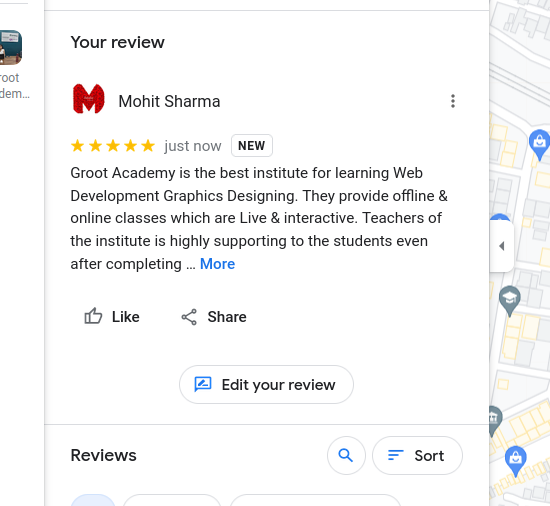 Your review
root
dem...
Mohit Sharma
just now NEW
Groot Academy is the best institute for learning Web
Development Graphics Designing. They provide offline &
online classes which are Live & interactive. Teachers of
the institute is highly supporting to the students even
after completing ... More
Like Share
Edit your review
Reviews Sort